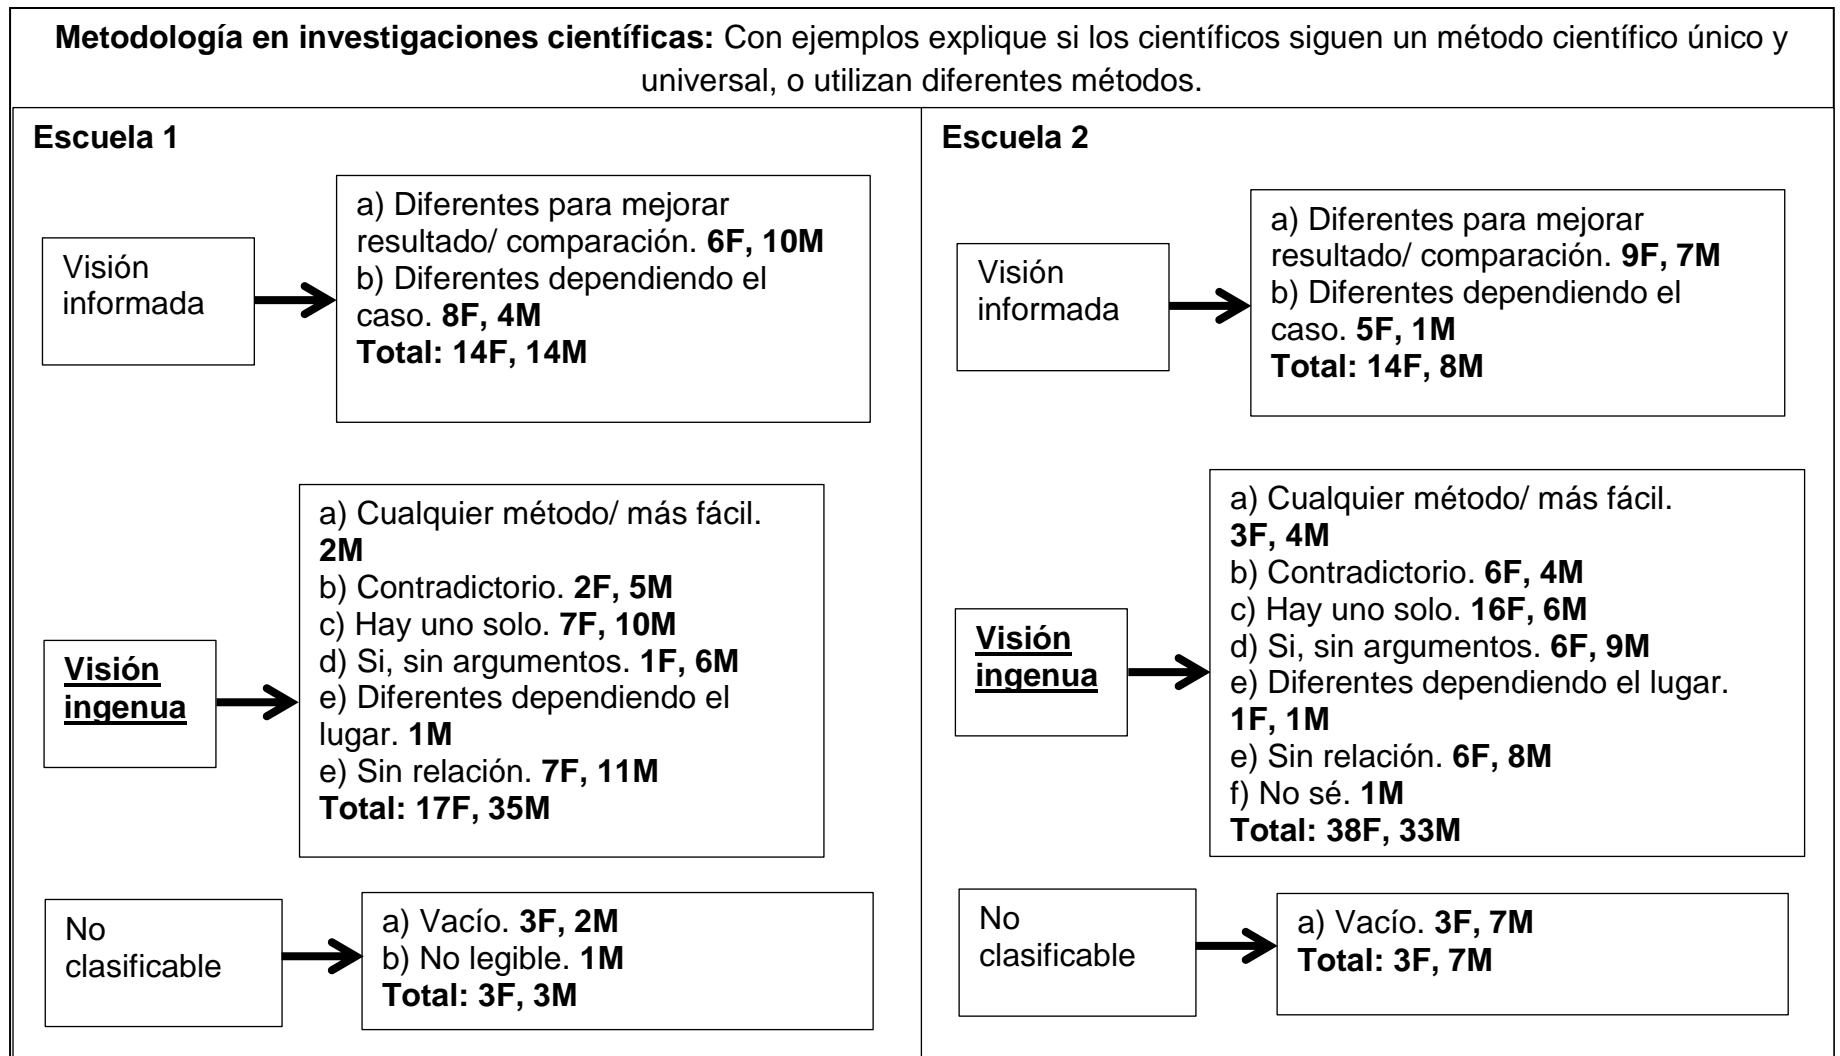 Metodología en investigaciones científicas: Con ejemplos explique si los científicos siguen un método científico único y
universal, o utilizan diferentes métodos.
Escuela 1
Visión
informada
a) Diferentes para mejorar
resultado/ comparación. 6F, 10M
b) Diferentes dependiendo el
caso. 8F, 4M
Total: 14F, 14M
Visión
ingenua
a) Cualquier método/ más fácil.
2M
b) Contradictorio. 2F, 5M
c) Hay uno solo. 7F, 10M
d) Si, sin argumentos. 1F, 6M
e) Diferentes dependiendo el
lugar. 1M
e) Sin relación. 7F, 11M
Total: 17F, 35M
No
clasificable
a) Vacío. 3F, 2M
b) No legible. 1M
Total: 3F, 3M
Escuela 2
Visión
informada
a) Diferentes para mejorar
resultado/ comparación. 9F, 7M
b) Diferentes dependiendo el
caso. 5F, 1M
Total: 14F, 8M
Visión
ingenua
a) Cualquier método/ más fácil.
3F, 4M
b) Contradictorio. 6F, 4M
c) Hay uno solo. 16F, 6M
d) Si, sin argumentos. 6F, 9M
e) Diferentes dependiendo el lugar.
1F, 1M
e) Sin relación. 6F, 8M
f) No sé. 1M
Total: 38F, 33M
No
clasificable
a) Vacío. 3F, 7M
Total: 3F, 7M